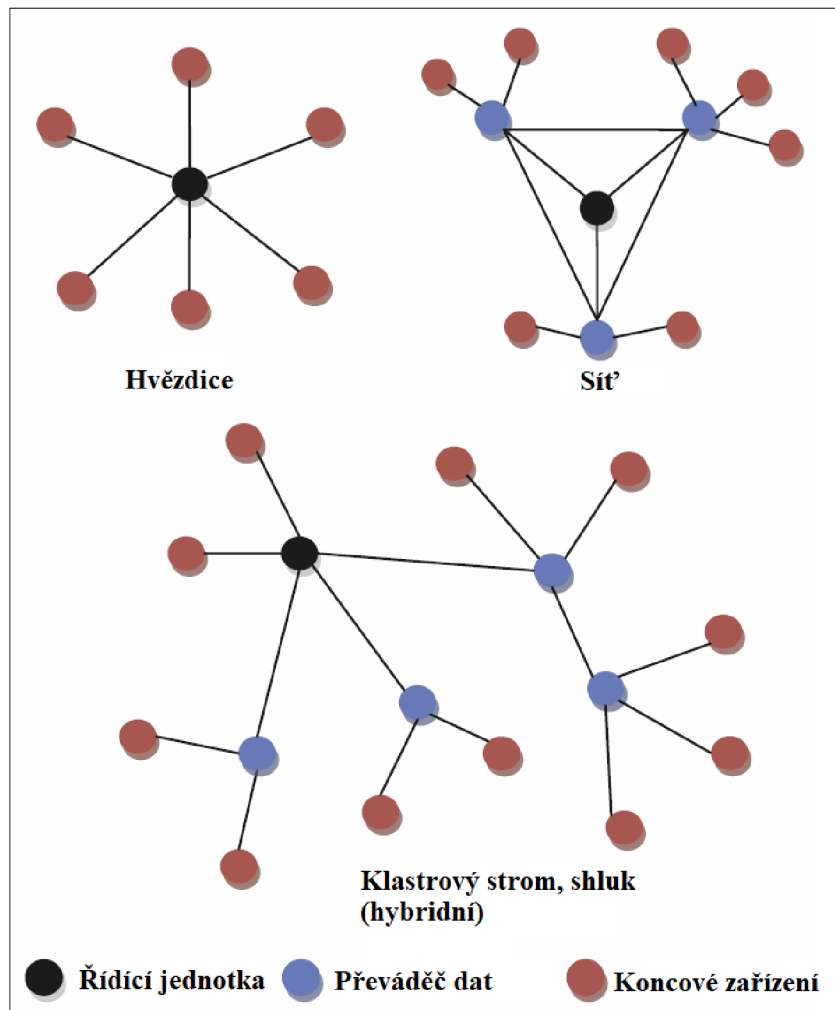 Hvězdice
Síť
Klastrový strom, shluk
(hybridní)
Řídící jednotka
Převáděč dat
Koncové zařízení